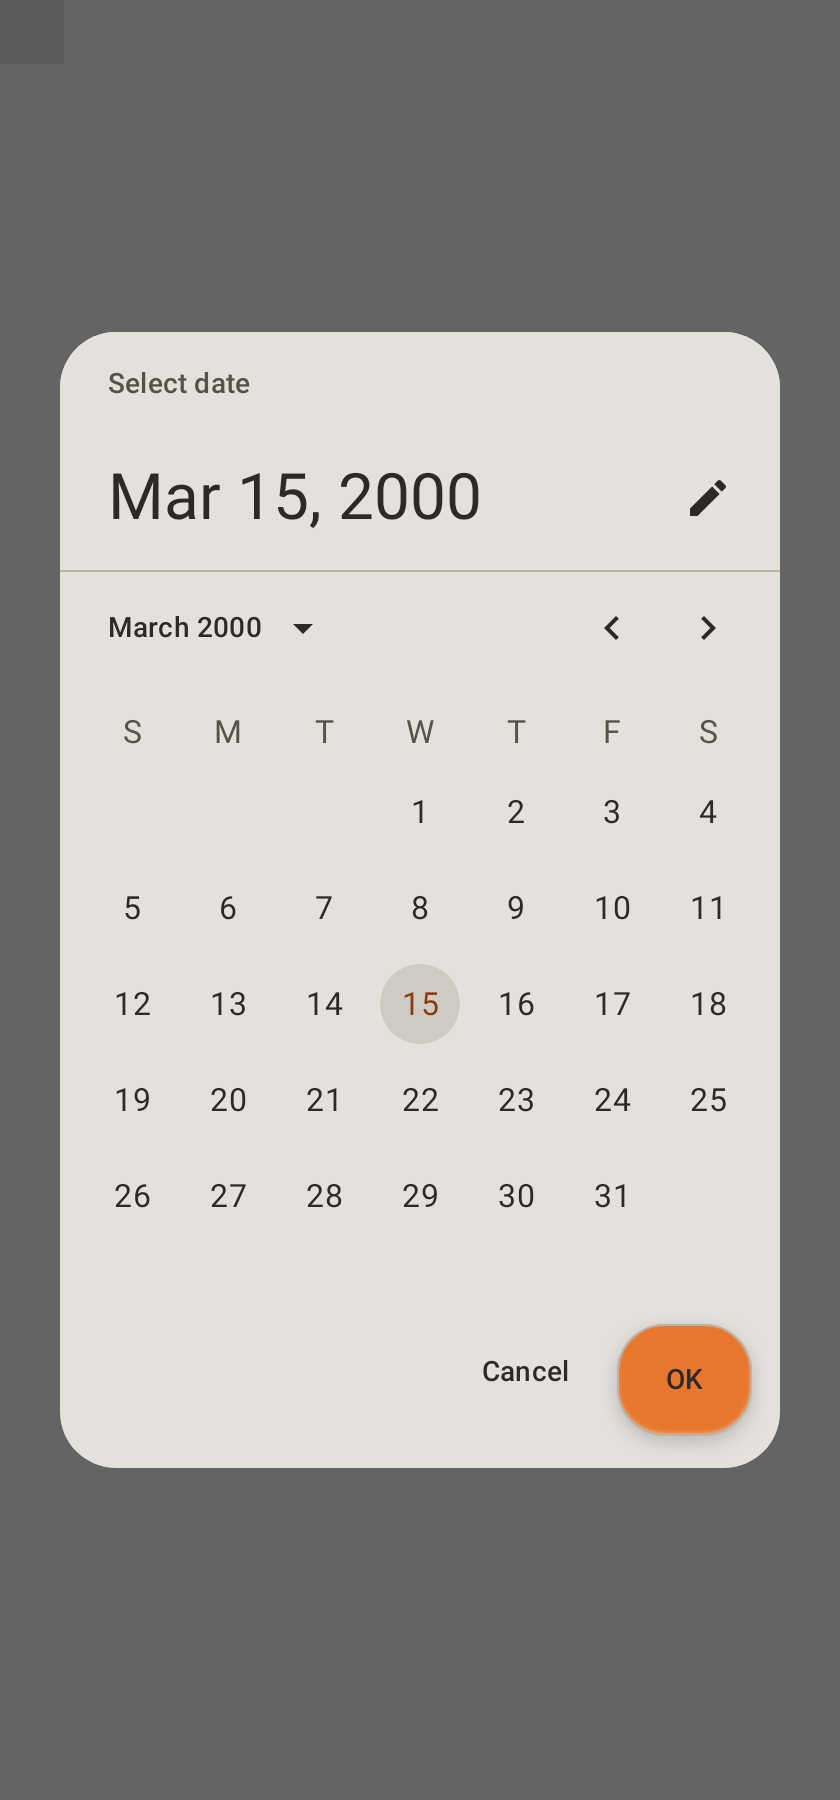 Select date
Mar 15, 2000
March 2000
S M T W T F S
1 2 3 4
5 6 7 8 9 10 11
12 13 14 15 16 17 18
19 20 21 22 23 24 25
26 27 28 29 30 31
Cancel OK